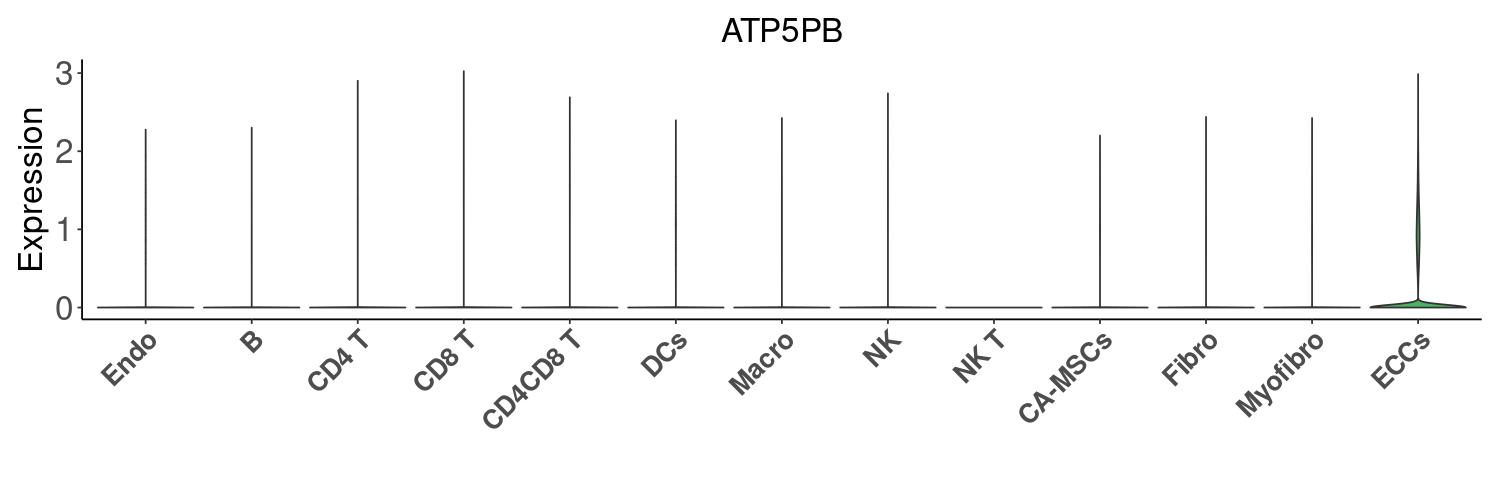 ATP5PB
Expression
3
2
1
0
Endo
B
CD4 T
CD8 T
CD4CD8 T
DCs
Macro
NK
NK T
CA-MSCs
Fibro
Myofibro
ECCs